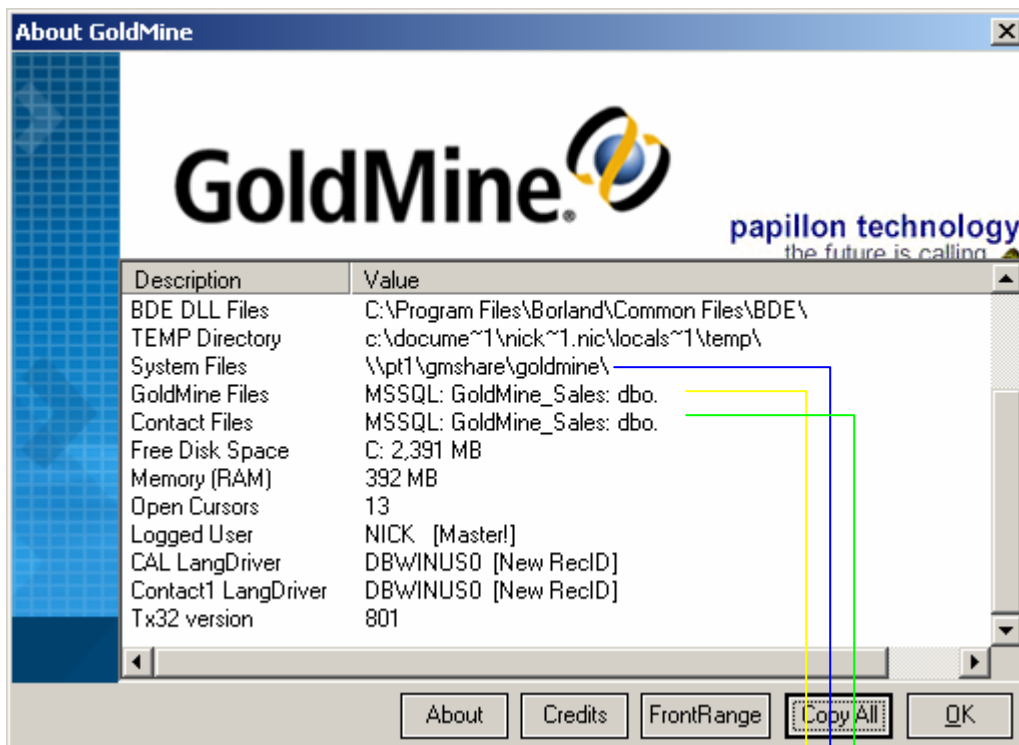 About GoldMine
GoldMine®
papillon technology
the future is calling
Description Value
BDE DLL Files C:\Program Files\Borland\Common Files\BDE\
TEMP Directory c:\docume~1\nick~1.nic\locals~1\temp\
System Files \\pt1\gmshare\goldmine\
GoldMine Files MSSQL: GoldMine_Sales: dbo.
Contact Files MSSQL: GoldMine_Sales: dbo.
Free Disk Space C: 2,391 MB
Memory (RAM) 392 MB
Open Cursors 13
Logged User NICK [Master!]
CAL LangDriver DBWINUS0 [New RecID]
Contact1 LangDriver DBWINUS0 [New RecID]
Tx32 version 801
About Credits FrontRange Copy All OK